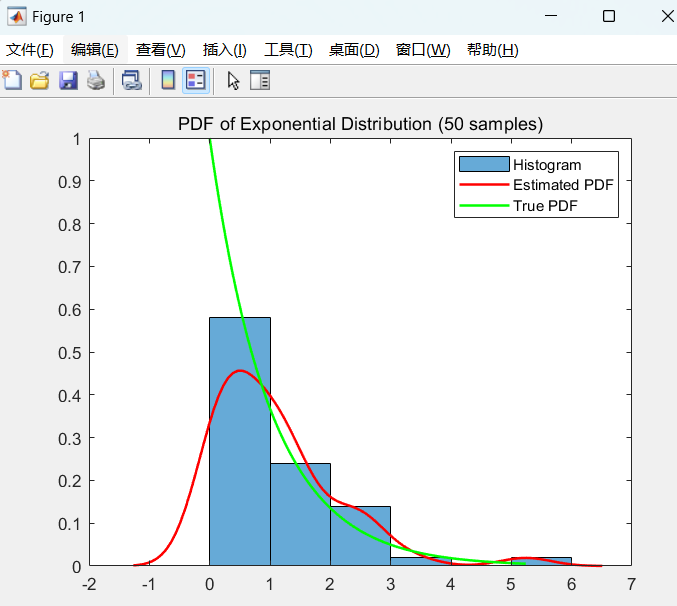 Figure 1
文件(F) 编辑(E) 查看(V) 插入(I) 工具(T) 桌面(D) 窗口(W) 帮助(H)
PDF of Exponential Distribution (50 samples)
Histogram
Estimated PDF
True PDF
1
0.9
0.8
0.7
0.6
0.5
0.4
0.3
0.2
0.1
0
-2 -1 0 1 2 3 4 5 6 7